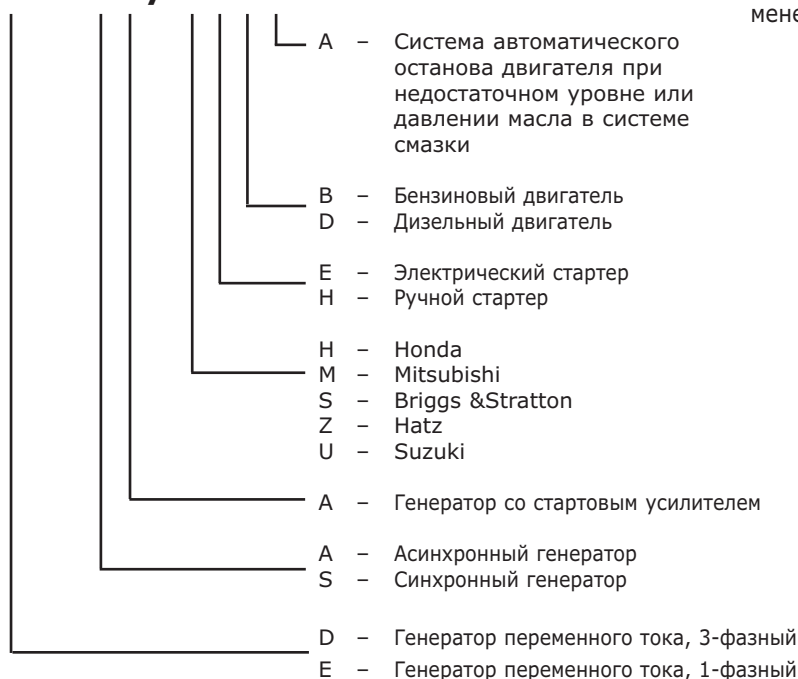 мене
A – Система автоматического
останова двигателя при
недостаточном уровне или
давлении масла в системе
смазки
B – Бензиновый двигатель
D – Дизельный двигатель
E – Электрический стартер
H – Ручной стартер
H – Honda
M – Mitsubishi
S – Briggs &Stratton
Z – Hatz
U – Suzuki
A – Генератор со стартовым усилителем
A – Асинхронный генератор
S – Синхронный генератор
D – Генератор переменного тока, 3-фазный
E – Генератор переменного тока, 1-фазный